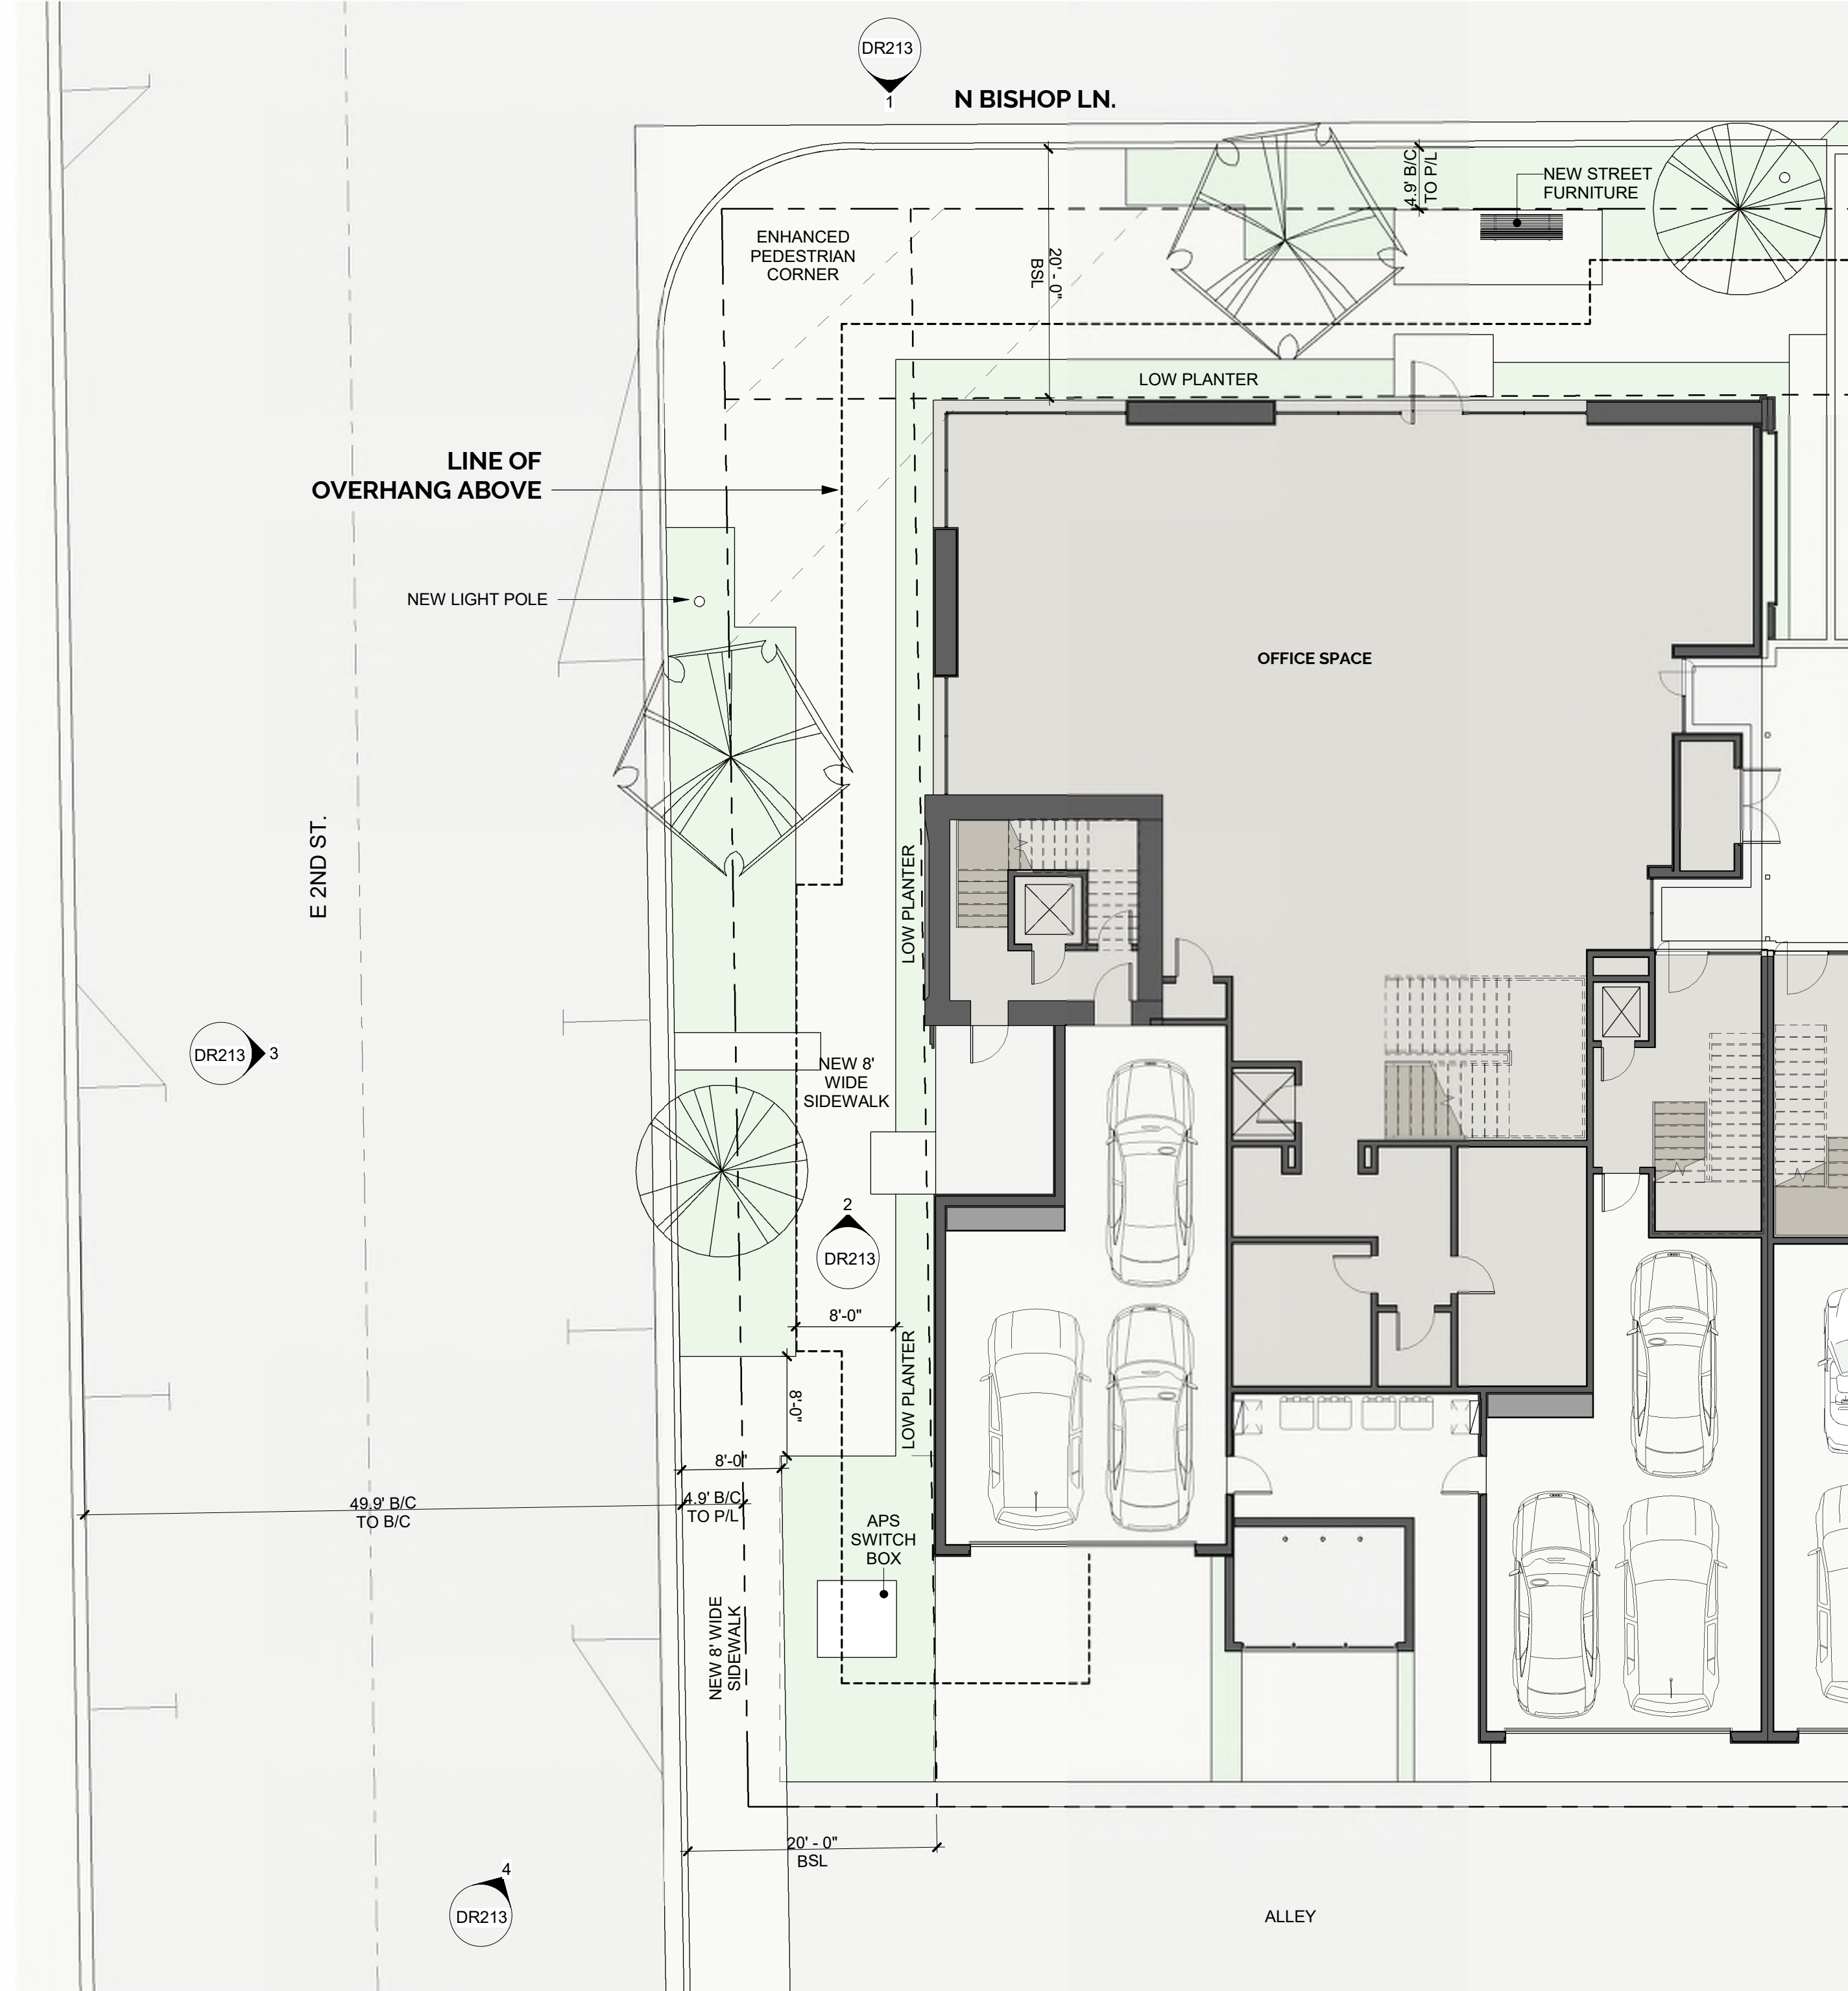 DR213
1
N BISHOP LN.
4.9' B/C
TO P/L
NEW STREET
FURNITURE
ENHANCED
PEDESTRIAN
CORNER
20' - 0"
BSL
LOW PLANTER
LINE OF
OVERHANG ABOVE
NEW LIGHT POLE
OFFICE SPACE
E 2ND ST.
LOW PLANTER
DR213
3
NEW 8'
WIDE
SIDEWALK
2
DR213
8'-0"
LOW PLANTER
8'-0"
8'-0"
49.9' B/C
TO B/C
4.9' B/C
TO P/L
APS
SWITCH
BOX
NEW 8' WIDE
SIDEWALK
20' - 0"
BSL
4
DR213
ALLEY